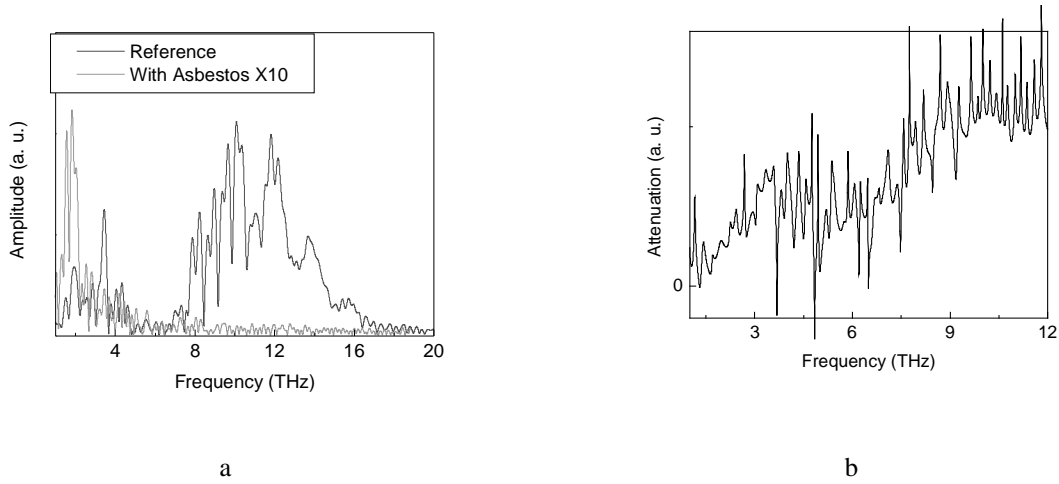 Reference
With Asbestos X10
Amplitude (a. u.)
4 8 12 16 20
Frequency (THz)
a
Attenuation (a. u.)
0
3 6 9 12
Frequency (THz)
b